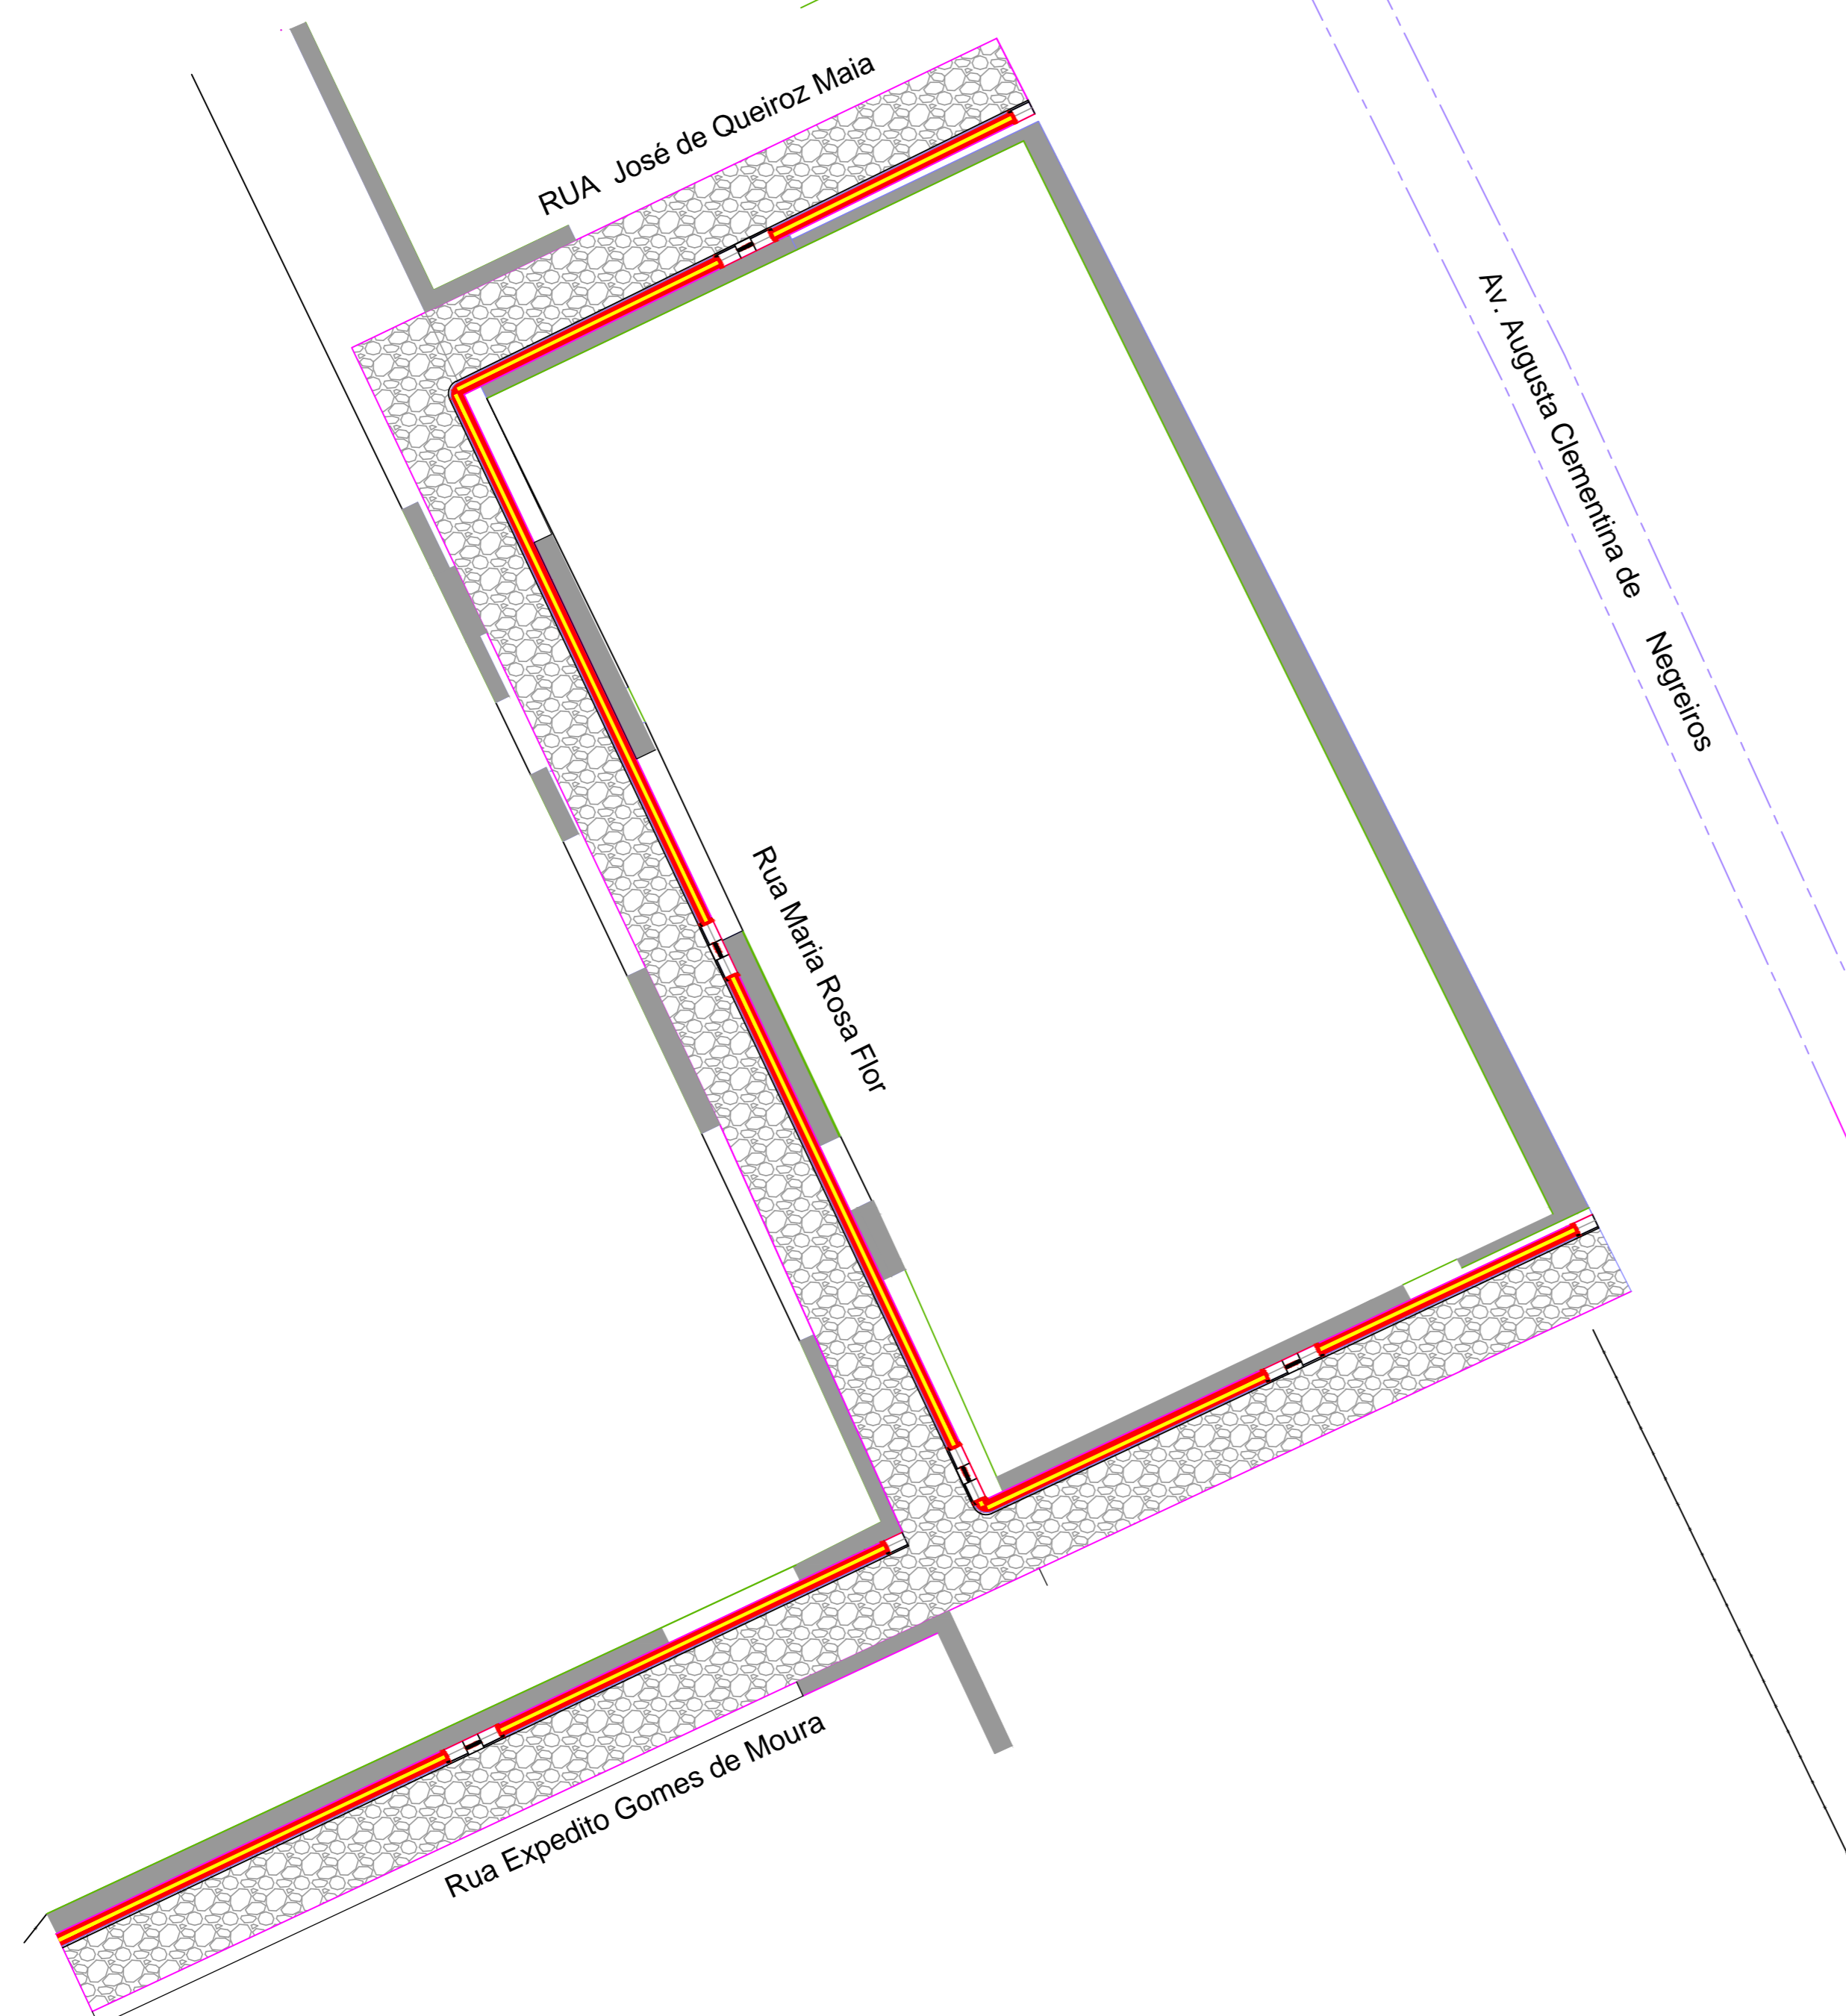 RUA José de Queiroz Maia
Av. Augusta Clementina de Negreiros
Rua Maria Rosa Flor
Rua Expedito Gomes de Moura